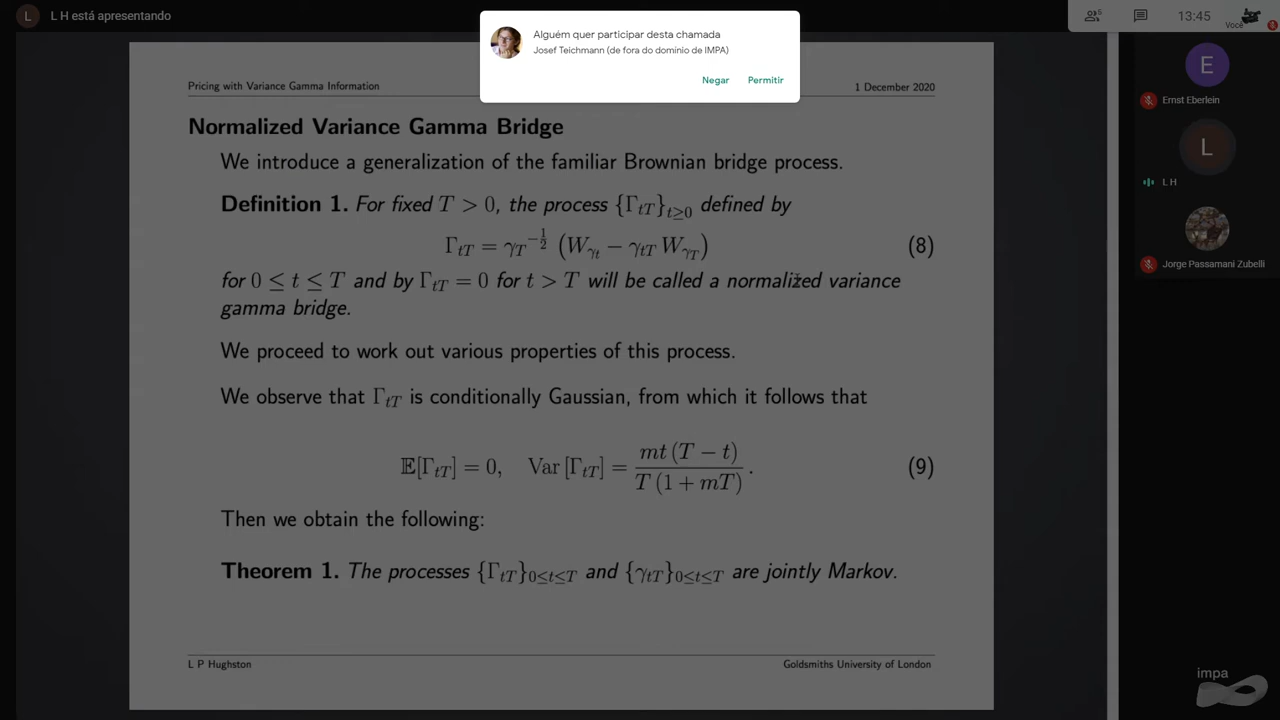 L
L H está apresentando
Alguém quer participar desta chamada
Josef Teichmann (de fora do domínio de IMPA)
Negar
Permitir
5
13:45
Você
E
Ernst Eberlein
L
L H
Jorge Passamani Zubelli
Pricing with Variance Gamma Information
1 December 2020
Normalized Variance Gamma Bridge
We introduce a generalization of the familiar Brownian bridge process.
Definition 1. For fixed T > 0, the process {Γ_{tT}}_{t≥0} defined by
Γ_{tT} = γ_T^{-1/2} (W_{γ_t} − γ_{tT} W_{γ_T}) (8)
for 0 ≤ t ≤ T and by Γ_{tT} = 0 for t > T will be called a normalized variance
gamma bridge.
We proceed to work out various properties of this process.
We observe that Γ_{tT} is conditionally Gaussian, from which it follows that
𝔼[Γ_{tT}] = 0, Var [Γ_{tT}] = mt (T − t) / T (1 + mT) . (9)
Then we obtain the following:
Theorem 1. The processes {Γ_{tT}}_{0≤t≤T} and {γ_{tT}}_{0≤t≤T} are jointly Markov.
L P Hughston
Goldsmiths University of London
impa